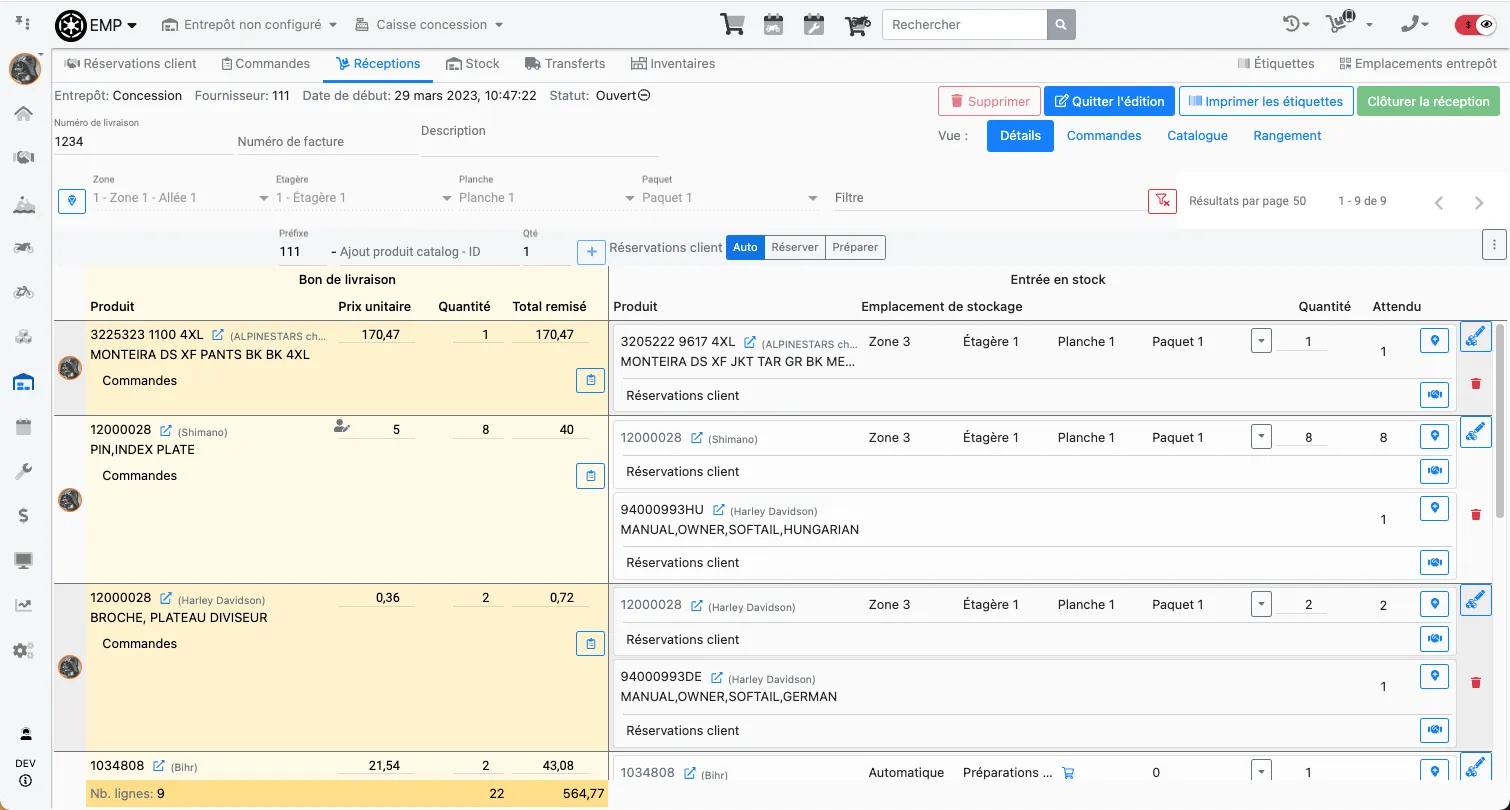 EMP Entrepôt non configuré Caisse concession Rechercher $
Réservations client Commandes Réceptions Stock Transferts Inventaires Étiquettes Emplacements entrepôt
Entrepôt: Concession Fournisseur: 111 Date de début: 29 mars 2023, 10:47:22 Statut: Ouvert
Supprimer Quitter l'édition Imprimer les étiquettes Clôturer la réception
Numéro de livraison
1234 Numéro de facture Description
Vue : Détails Commandes Catalogue Rangement
Zone Etagère Planche Paquet
1 - Zone 1 - Allée 1 1 - Étagère 1 Planche 1 Paquet 1 Filtre Résultats par page 50 1 - 9 de 9
Préfixe Qté
111 - Ajout produit catalog - ID 1 + Réservations client Auto Réserver Préparer
Bon de livraison Entrée en stock
Produit Prix unitaire Quantité Total remisé Produit Emplacement de stockage Quantité Attendu
3225323 1100 4XL (ALPINESTARS ch... 170,47 1 170,47
MONTEIRA DS XF PANTS BK BK 4XL
Commandes
3205222 9617 4XL (ALPINESTARS ch... Zone 3 Étagère 1 Planche 1 Paquet 1 1 1
MONTEIRA DS XF JKT TAR GR BK ME...
Réservations client
12000028 (Shimano) 5 8 40
PIN,INDEX PLATE
Commandes
12000028 (Shimano) Zone 3 Étagère 1 Planche 1 Paquet 1 8 8
Réservations client
94000993HU (Harley Davidson) 1
MANUAL,OWNER,SOFTAIL,HUNGARIAN
Réservations client
12000028 (Harley Davidson) 0,36 2 0,72
BROCHE, PLATEAU DIVISEUR
Commandes
12000028 (Harley Davidson) Zone 3 Étagère 1 Planche 1 Paquet 1 2 2
Réservations client
94000993DE (Harley Davidson) 1
MANUAL,OWNER,SOFTAIL,GERMAN
Réservations client
1034808 (Bihr) 21,54 2 43,08
1034808 (Bihr) Automatique Préparations ... 0 1
Nb. lignes: 9 22 564,77
$
DEV